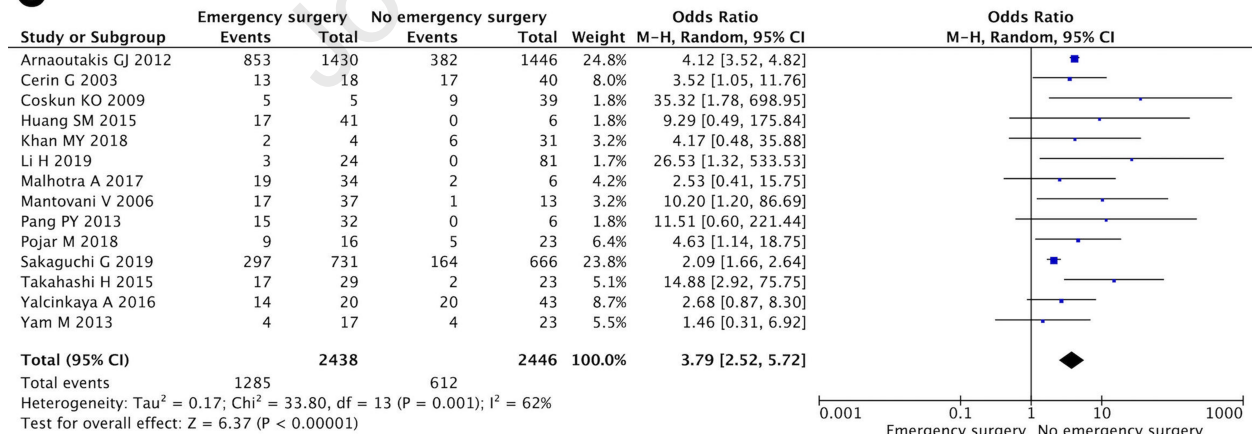 Emergency surgery No emergency surgery Odds Ratio Odds Ratio
Study or Subgroup Events Total Events Total Weight M-H, Random, 95% CI M-H, Random, 95% CI
Arnaoutakis GJ 2012 853 1430 382 1446 24.8% 4.12 [3.52, 4.82]
Cerin G 2003 13 18 17 40 8.0% 3.52 [1.05, 11.76]
Coskun KO 2009 5 5 9 39 1.8% 35.32 [1.78, 698.95]
Huang SM 2015 17 41 0 6 1.8% 9.29 [0.49, 175.84]
Khan MY 2018 2 4 6 31 3.2% 4.17 [0.48, 35.88]
Li H 2019 3 24 0 81 1.7% 26.53 [1.32, 533.53]
Malhotra A 2017 19 34 2 6 4.2% 2.53 [0.41, 15.75]
Mantovani V 2006 17 37 1 13 3.2% 10.20 [1.20, 86.69]
Pang PY 2013 15 32 0 6 1.8% 11.51 [0.60, 221.44]
Pojar M 2018 9 16 5 23 6.4% 4.63 [1.14, 18.75]
Sakaguchi G 2019 297 731 164 666 23.8% 2.09 [1.66, 2.64]
Takahashi H 2015 17 29 2 23 5.1% 14.88 [2.92, 75.75]
Yalcinkaya A 2016 14 20 20 43 8.7% 2.68 [0.87, 8.30]
Yam M 2013 4 17 4 23 5.5% 1.46 [0.31, 6.92]
Total (95% CI) 2438 2446 100.0% 3.79 [2.52, 5.72]
Total events 1285 612
Heterogeneity: Tau² = 0.17; Chi² = 33.80, df = 13 (P = 0.001); I² = 62%
Test for overall effect: Z = 6.37 (P < 0.00001)
0.001 0.1 1 10 1000
Emergency surgery No emergency surgery